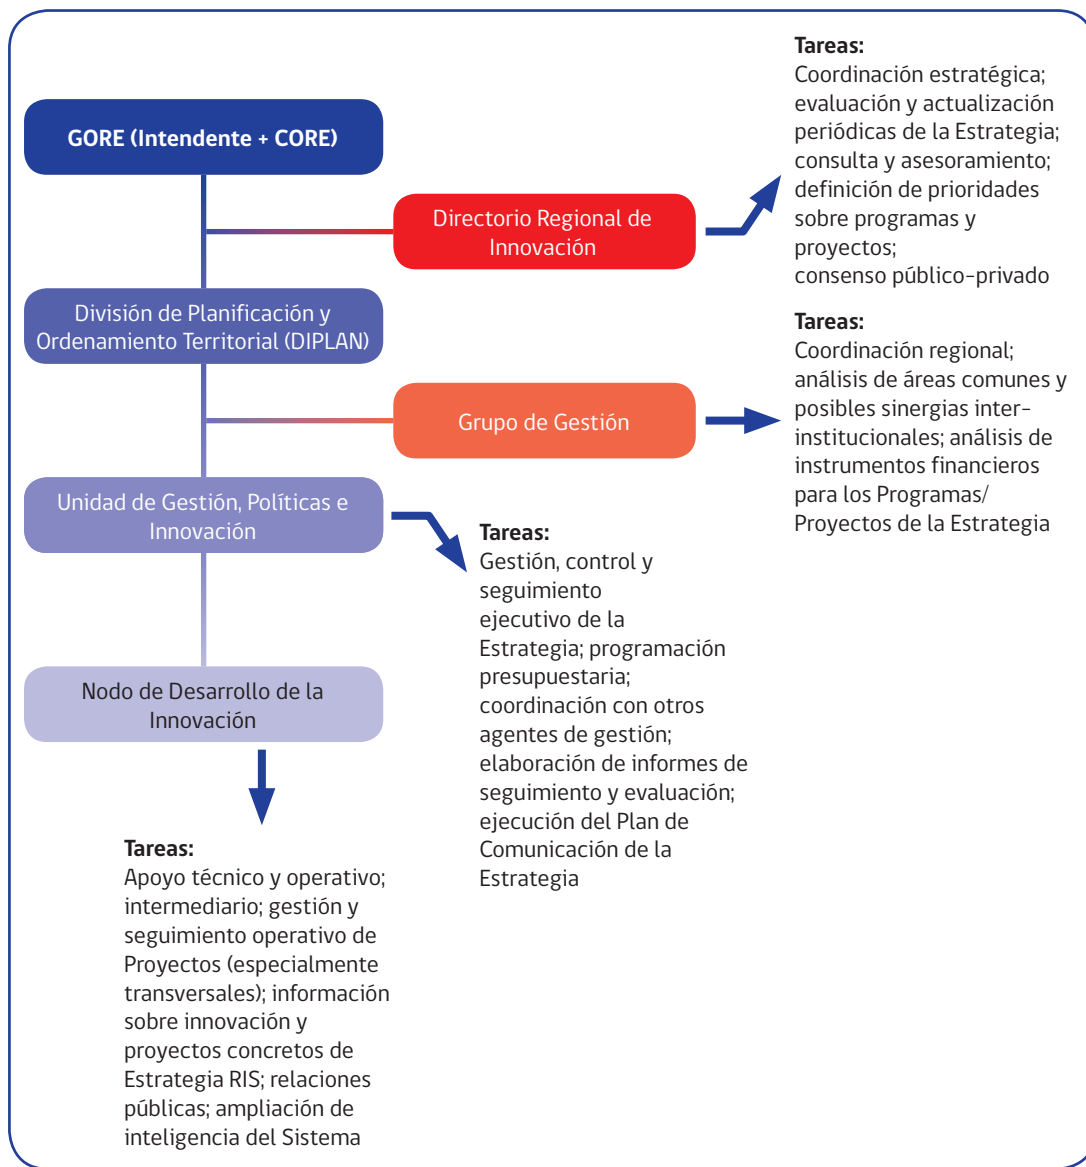 GORE (Intendente + CORE)
Directorio Regional de
Innovación
Tareas:
Coordinación estratégica;
evaluación y actualización
periódicas de la Estrategia;
consulta y asesoramiento;
definición de prioridades
sobre programas y
proyectos;
consenso público-privado
División de Planificación y
Ordenamiento Territorial (DIPLAN)
Grupo de Gestión
Tareas:
Coordinación regional;
análisis de áreas comunes y
posibles sinergias inter-
institucionales; análisis de
instrumentos financieros
para los Programas/
Proyectos de la Estrategia
Unidad de Gestión, Políticas e
Innovación
Tareas:
Gestión, control y
seguimiento
ejecutivo de la
Estrategia; programación
presupuestaria;
coordinación con otros
agentes de gestión;
elaboración de informes de
seguimiento y evaluación;
ejecución del Plan de
Comunicación de la
Estrategia
Nodo de Desarrollo de la
Innovación
Tareas:
Apoyo técnico y operativo;
intermediario; gestión y
seguimiento operativo de
Proyectos (especialmente
transversales); información
sobre innovación y
proyectos concretos de
Estrategia RIS; relaciones
públicas; ampliación de
inteligencia del Sistema